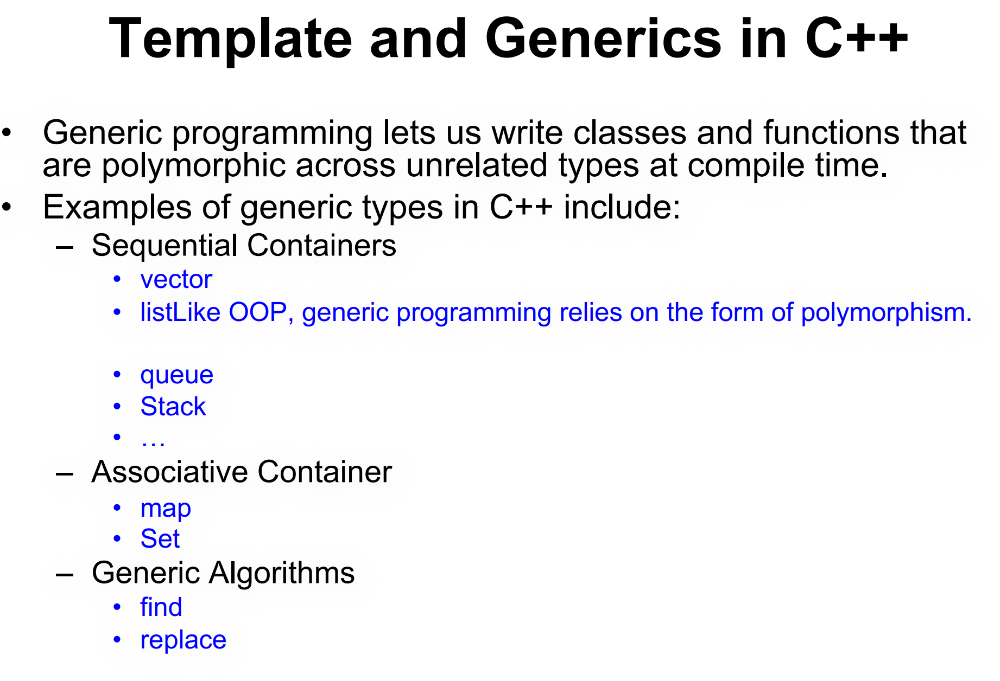 Template and Generics in C++
• Generic programming lets us write classes and functions that
are polymorphic across unrelated types at compile time.
• Examples of generic types in C++ include:
– Sequential Containers
• vector
• listLike OOP, generic programming relies on the form of polymorphism.
• queue
• Stack
• …
– Associative Container
• map
• Set
– Generic Algorithms
• find
• replace